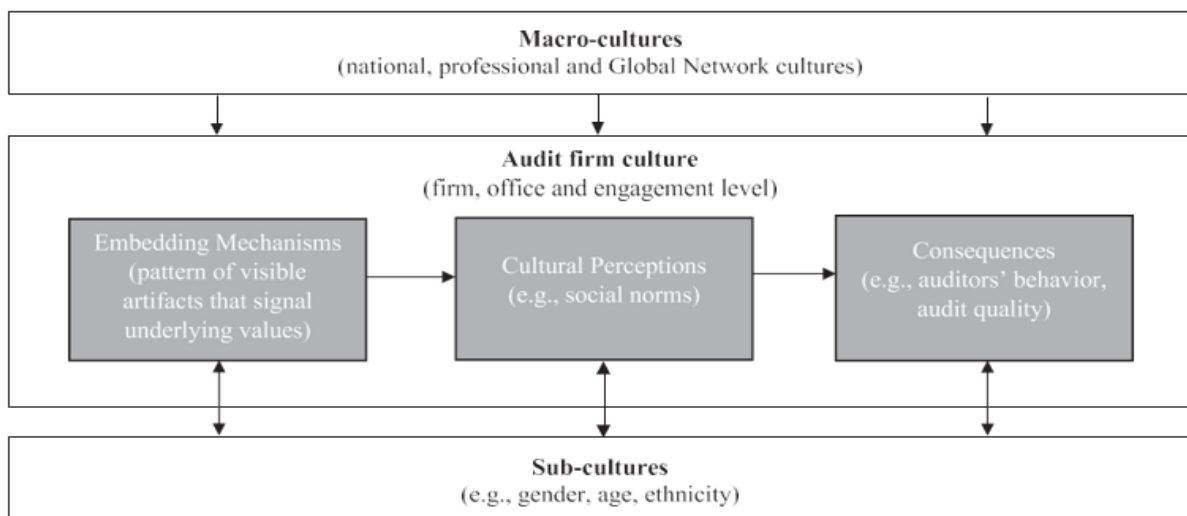 Macro-cultures
(national, professional and Global Network cultures)
Audit firm culture
(firm, office and engagement level)
Embedding Mechanisms
(pattern of visible
artifacts that signal
underlying values)
Cultural Perceptions
(e.g., social norms)
Consequences
(e.g., auditors' behavior,
audit quality)
Sub-cultures
(e.g., gender, age, ethnicity)